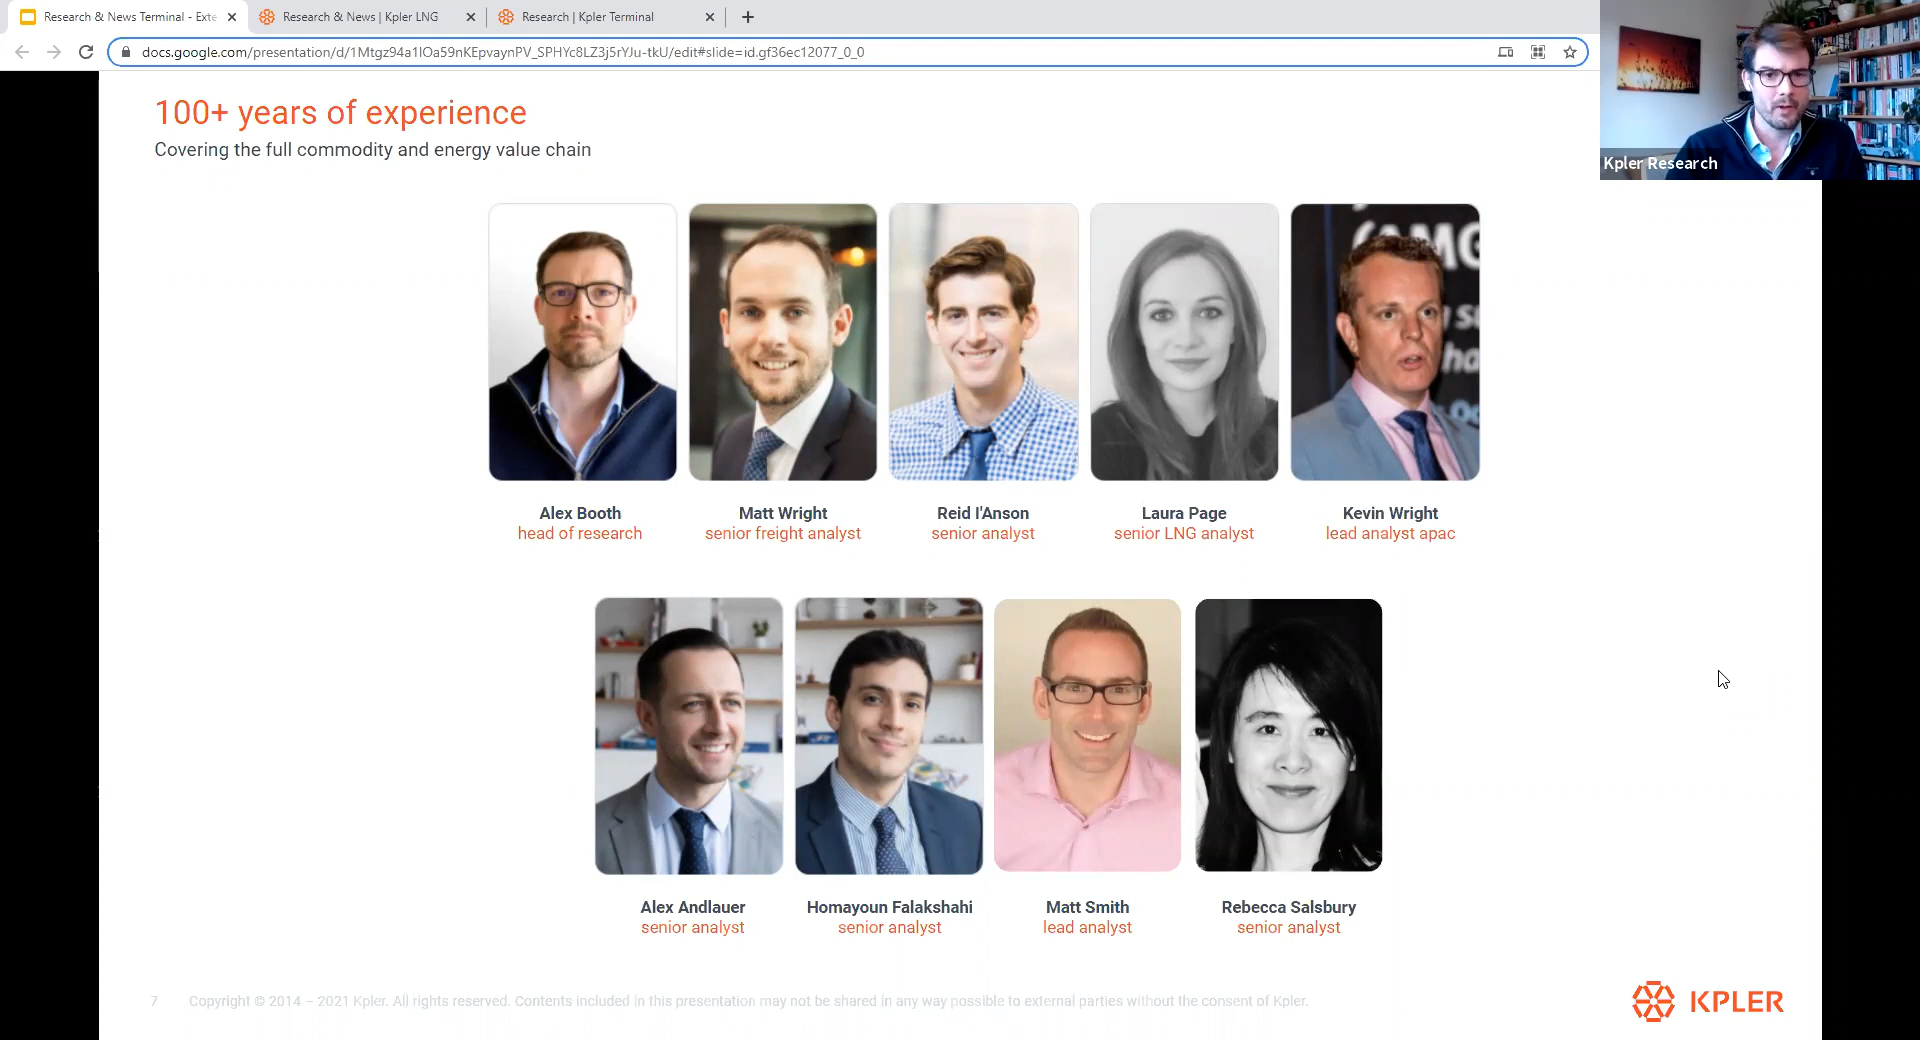 Research & News Terminal - Exte
Research & News | Kpler LNG
Research | Kpler Terminal
docs.google.com/presentation/d/1Mtgz94a1lOa59nKEpvaynPV_SPHYc8LZ3j5rYJu-tkU/edit#slide=id.gf36ec12077_0_0
Kpler Research
100+ years of experience
Covering the full commodity and energy value chain
Alex Booth
head of research
Matt Wright
senior freight analyst
Reid I'Anson
senior analyst
Laura Page
senior LNG analyst
Kevin Wright
lead analyst apac
Alex Andlauer
senior analyst
Homayoun Falakshahi
senior analyst
Matt Smith
lead analyst
Rebecca Salsbury
senior analyst
7
Copyright © 2014 – 2021 Kpler. All rights reserved. Contents included in this presentation may not be shared in any way possible to external parties without the consent of Kpler.
KPLER